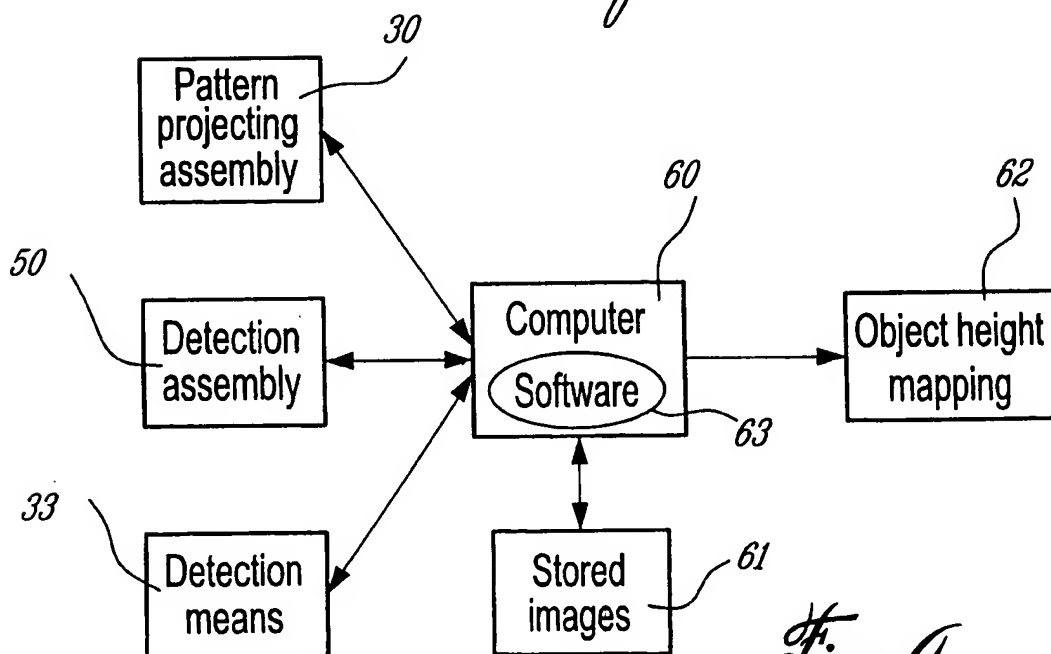 30
Pattern
projecting
assembly
60
62
50
Detection
assembly
Computer
Software
63
Object height
mapping
33
Detection
means
Stored
images
61